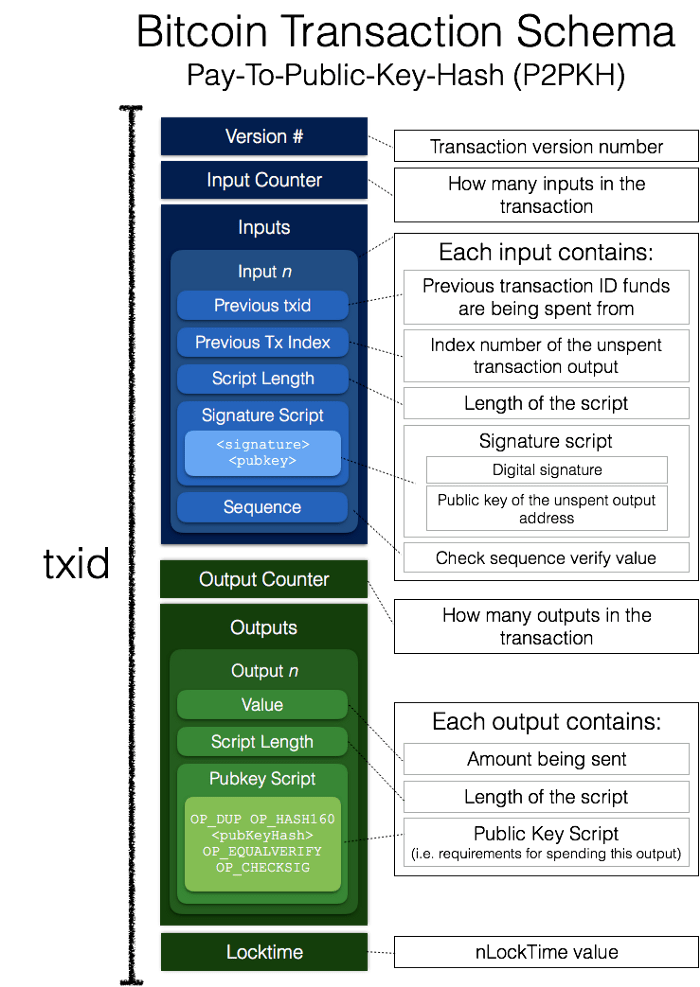 Bitcoin Transaction Schema
Pay-To-Public-Key-Hash (P2PKH)
txid
Version #
Transaction version number
Input Counter
How many inputs in the
transaction
Inputs
Input n
Previous txid
Previous Tx Index
Script Length
Signature Script
<signature>
<pubkey>
Sequence
Each input contains:
Previous transaction ID funds
are being spent from
Index number of the unspent
transaction output
Length of the script
Signature script
Digital signature
Public key of the unspent output
address
Check sequence verify value
Output Counter
How many outputs in the
transaction
Outputs
Output n
Value
Script Length
Pubkey Script
OP_DUP OP_HASH160
<pubKeyHash>
OP_EQUALVERIFY
OP_CHECKSIG
Each output contains:
Amount being sent
Length of the script
Public Key Script
(i.e. requirements for spending this output)
Locktime
nLockTime value